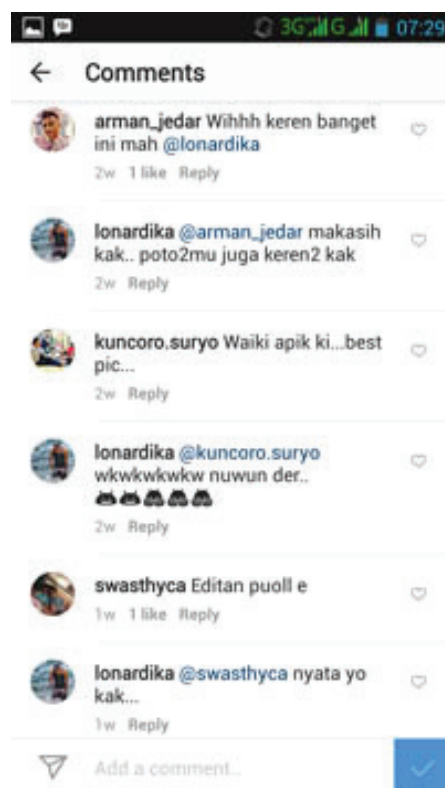 3G G 07:29
Comments
arman_jedar Wihhh keren banget
ini mah @lonardika
2w 1 like Reply
lonardika @arman_jedar makasih
kak.. poto2mu juga keren2 kak
2w Reply
kuncoro.suryo Waiki apik ki...best
pic...
2w Reply
lonardika @kuncoro.suryo
wkwkwkwkw nuwun der..
2w Reply
swasthyca Editan puoll e
1w 1 like Reply
lonardika @swasthyca nyata yo
kak...
1w Reply
Add a comment...